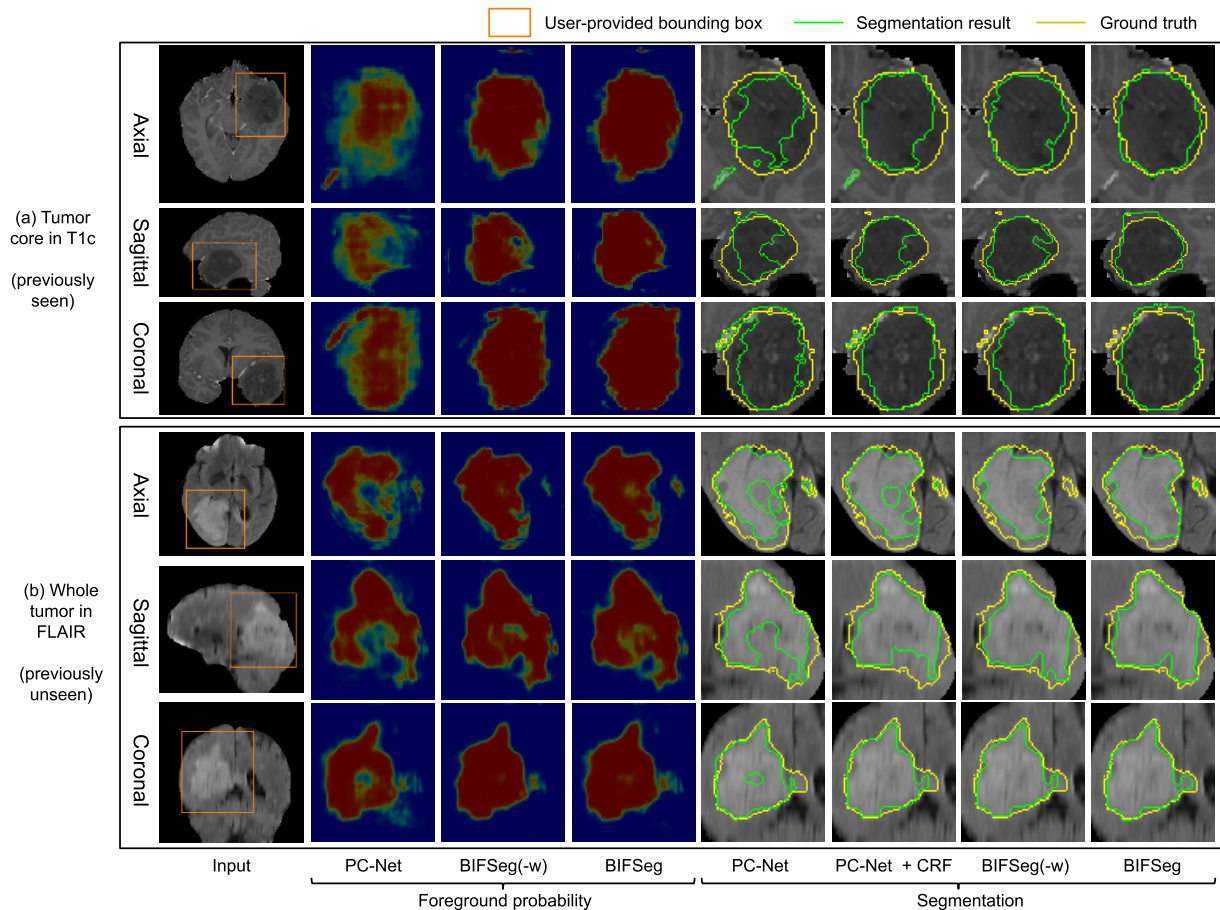 User-provided bounding box Segmentation result Ground truth
(a) Tumor
core in T1c
(previously
seen)
Axial
Sagittal
Coronal
(b) Whole
tumor in
FLAIR
(previously
unseen)
Axial
Sagittal
Coronal
Input PC-Net BIFSeg(-w) BIFSeg PC-Net PC-Net + CRF BIFSeg(-w) BIFSeg
Foreground probability Segmentation